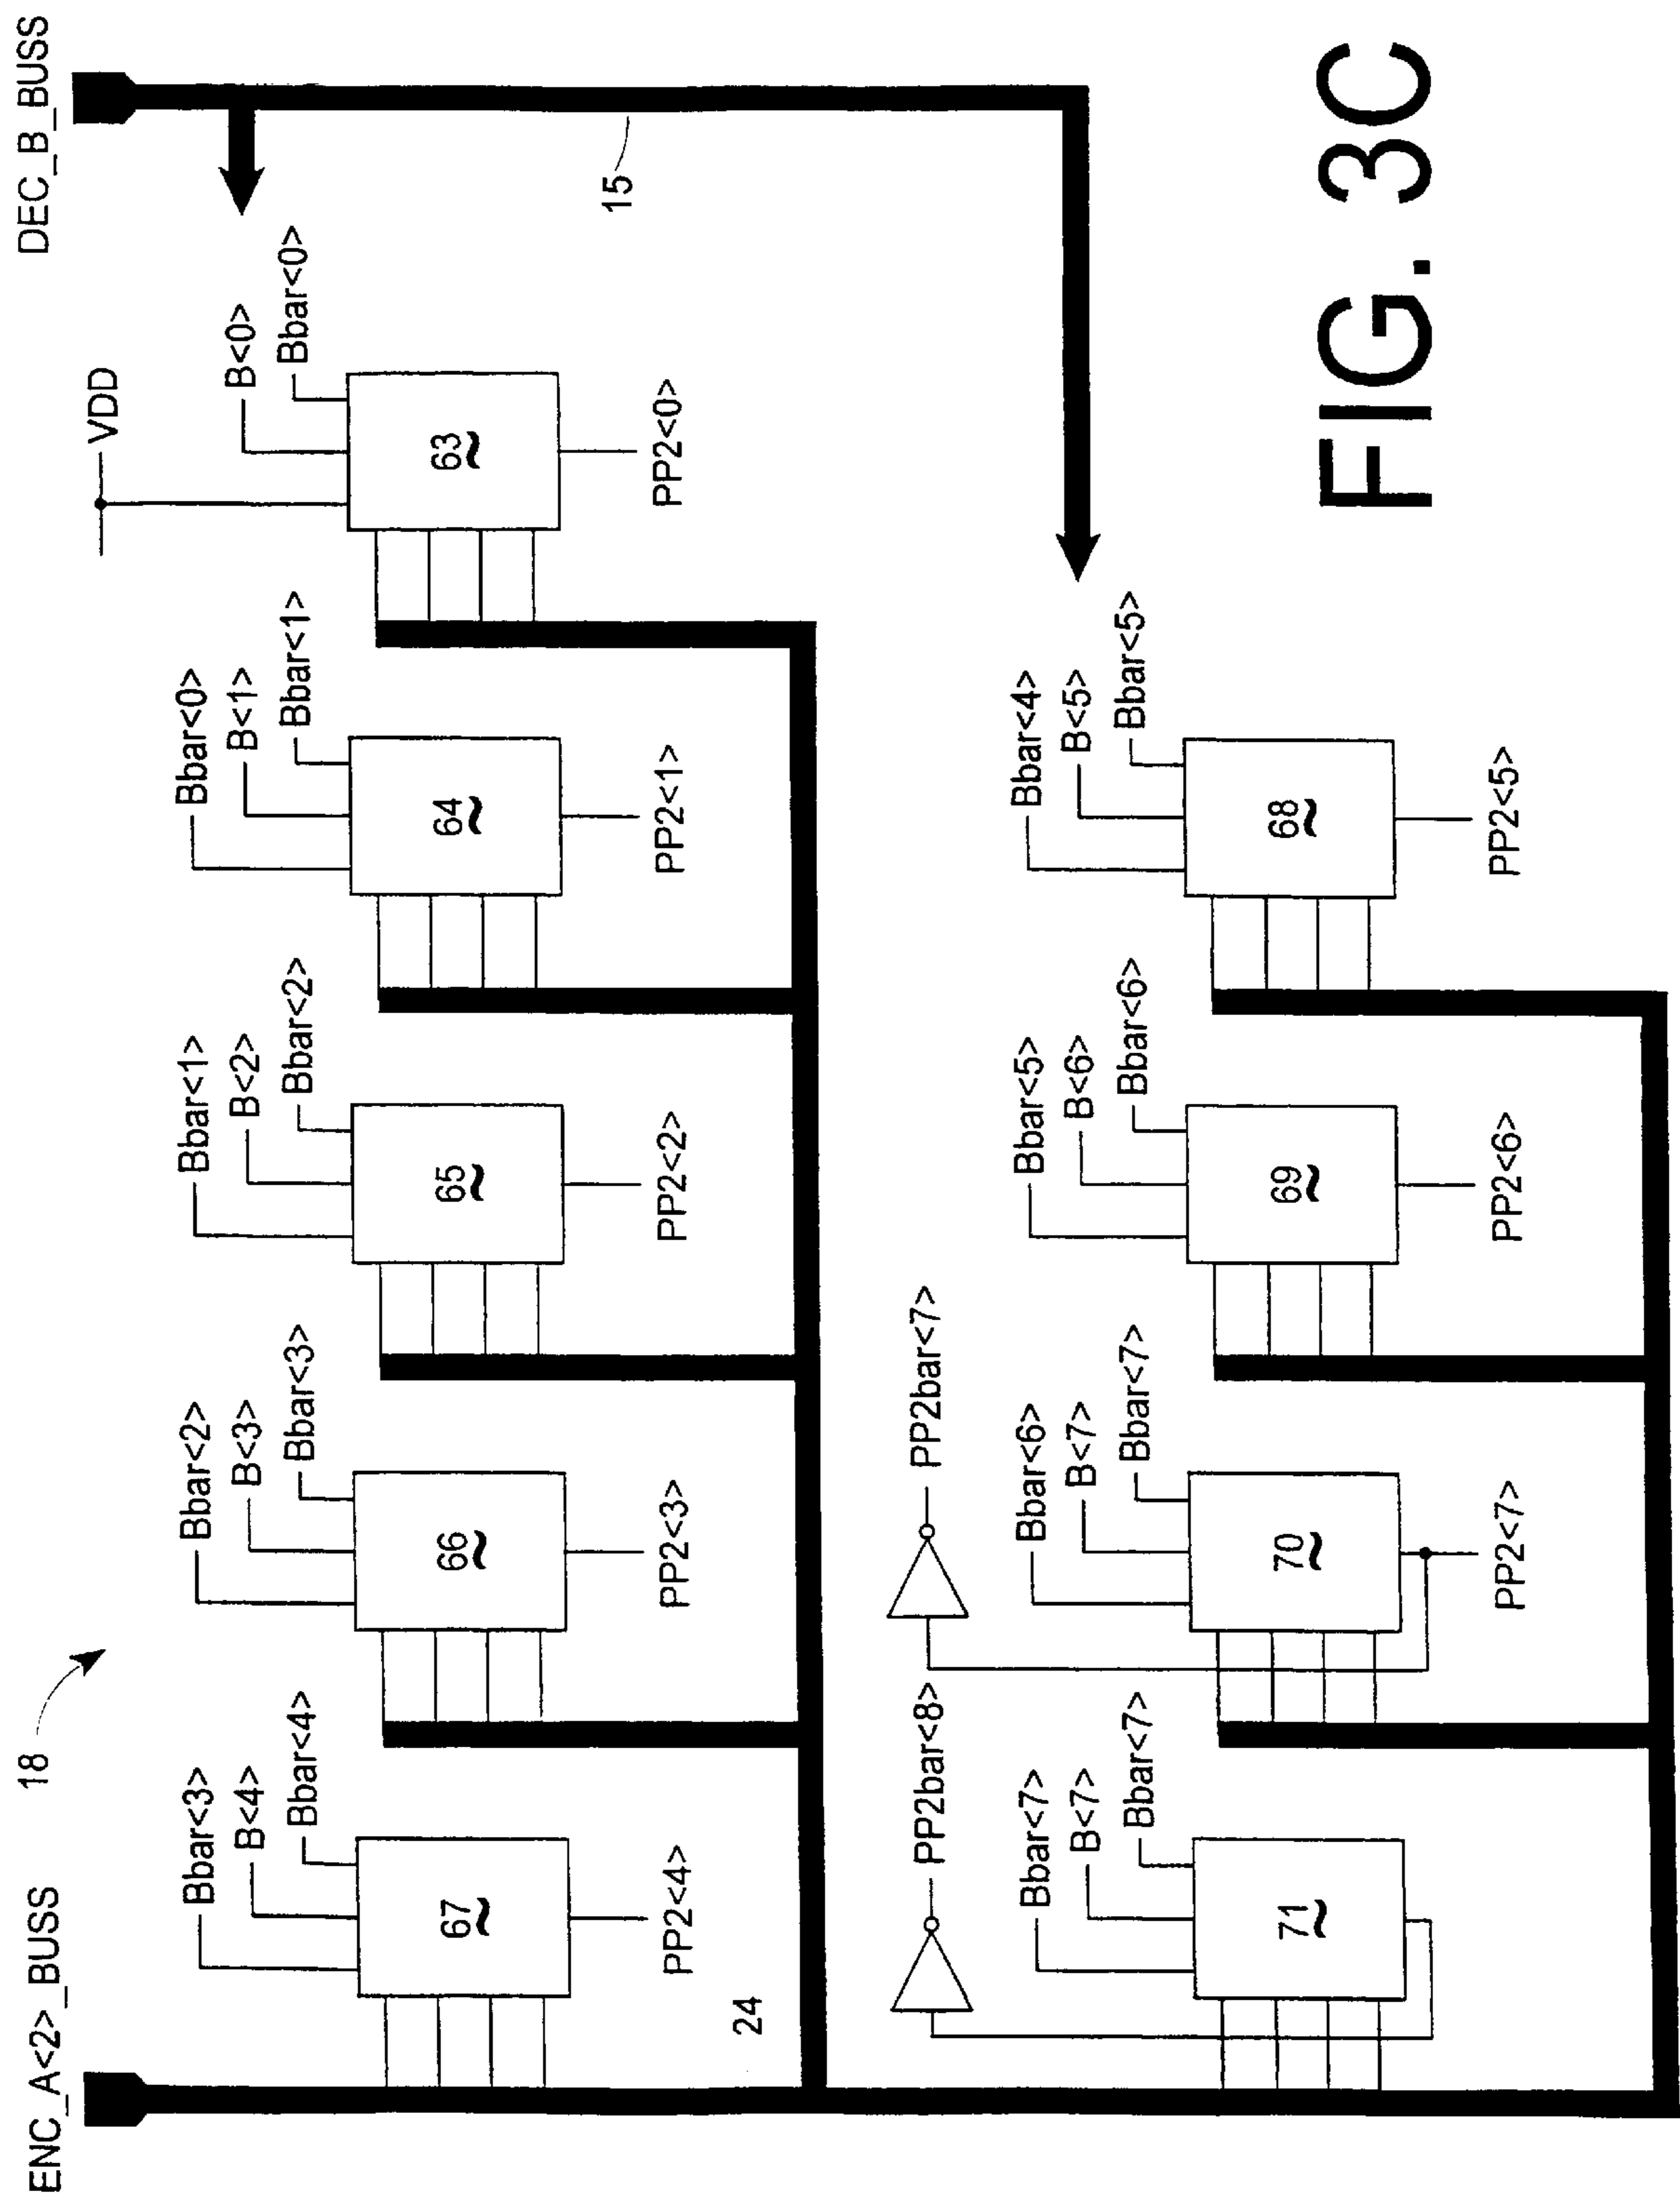 ENC_A<2>_BUSS
18
DEC_B_BUSS
VDD
Bbar<3>
B<4>
Bbar<4>
67
PP2<4>
Bbar<2>
B<3>
Bbar<3>
66
PP2<3>
Bbar<1>
B<2>
Bbar<2>
65
PP2<2>
Bbar<0>
B<1>
Bbar<1>
64
PP2<1>
B<0>
Bbar<0>
63
PP2<0>
24
15
PP2bar<8>
Bbar<7>
B<7>
Bbar<7>
71
PP2bar<7>
Bbar<6>
B<7>
Bbar<7>
70
PP2<7>
Bbar<5>
B<6>
Bbar<6>
69
PP2<6>
Bbar<4>
B<5>
Bbar<5>
68
PP2<5>
FIG. 3C